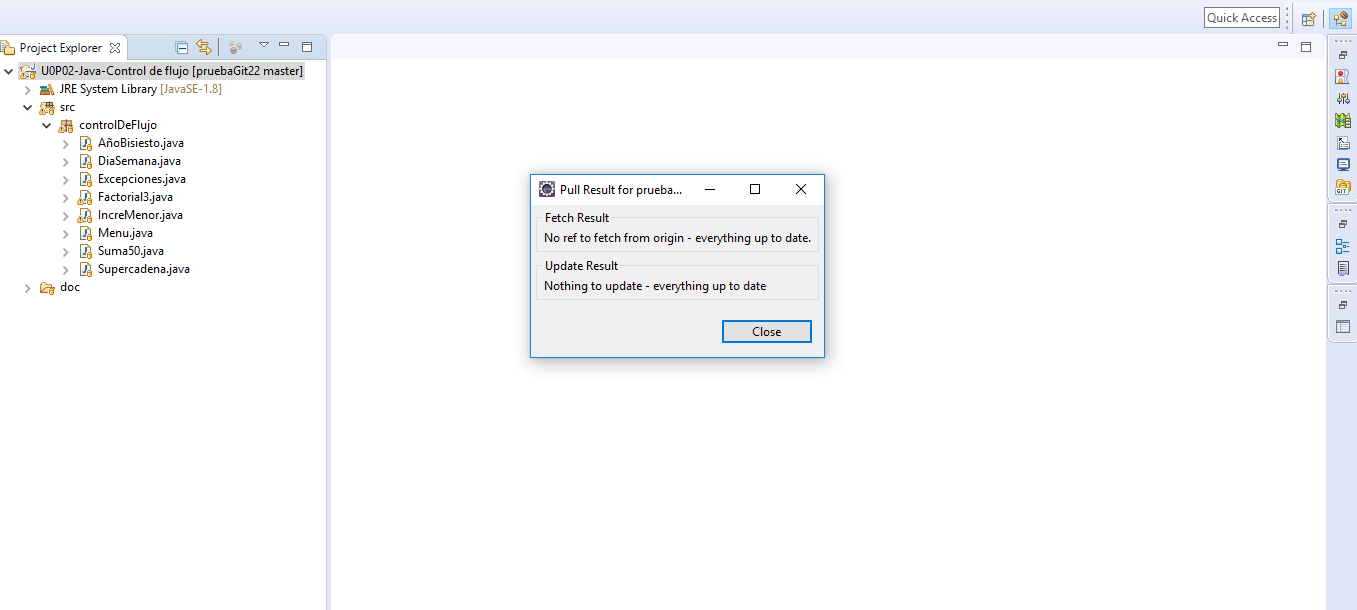 Quick Access
Project Explorer
U0P02-Java-Control de flujo [pruebaGit22 master]
JRE System Library [JavaSE-1.8]
src
controlDeFlujo
AñoBisiesto.java
DiaSemana.java
Excepciones.java
Factorial3.java
IncreMenor.java
Menu.java
Suma50.java
Supercadena.java
doc
Pull Result for prueba...
Fetch Result
No ref to fetch from origin - everything up to date.
Update Result
Nothing to update - everything up to date
Close
GIT